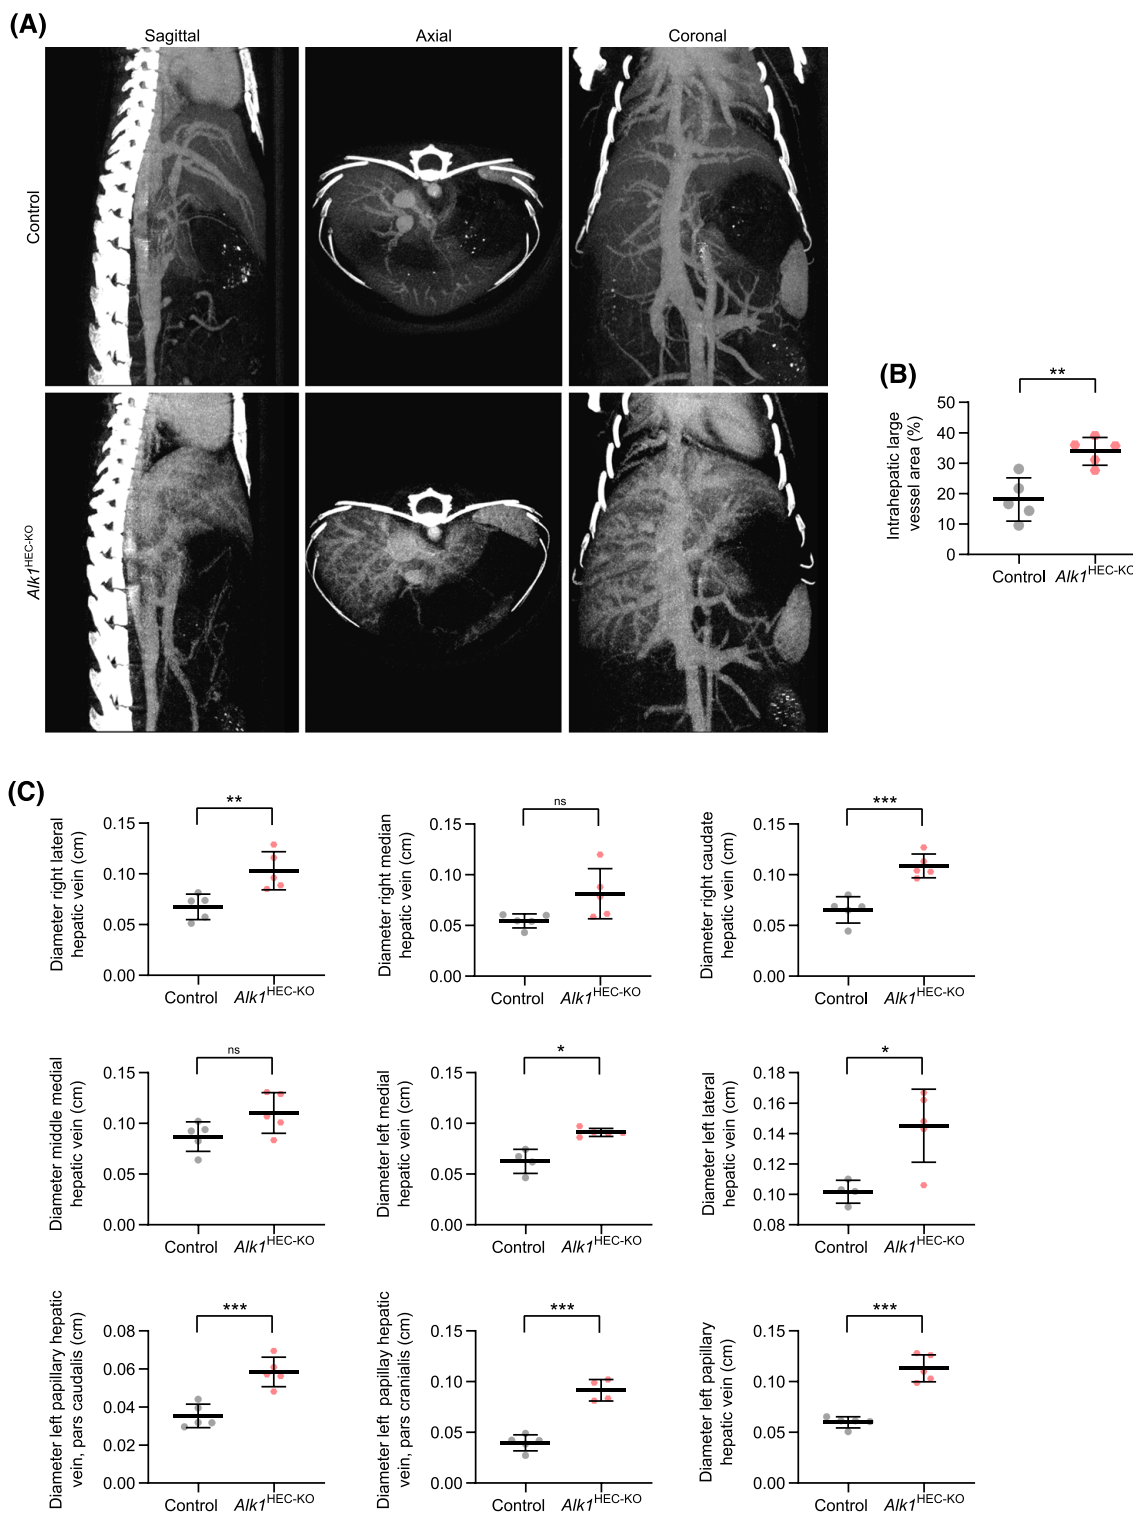 (A)
Sagittal
Axial
Coronal
Control
Alk1HEC-KO
(B)
**
Intrahepatic large
vessel area (%)
50
40
30
20
10
0
Control
Alk1HEC-KO
(C)
**
Diameter right lateral
hepatic vein (cm)
0.15
0.10
0.05
0.00
Control
Alk1HEC-KO
ns
Diameter right median
hepatic vein (cm)
0.15
0.10
0.05
0.00
Control
Alk1HEC-KO
***
Diameter right caudate
hepatic vein (cm)
0.15
0.10
0.05
0.00
Control
Alk1HEC-KO
ns
Diameter middle medial
hepatic vein (cm)
0.15
0.10
0.05
0.00
Control
Alk1HEC-KO
*
Diameter left medial
hepatic vein (cm)
0.15
0.10
0.05
0.00
Control
Alk1HEC-KO
*
Diameter left lateral
hepatic vein (cm)
0.18
0.16
0.14
0.12
0.10
0.08
Control
Alk1HEC-KO
***
Diameter left papillary hepatic
vein, pars caudalis (cm)
0.08
0.06
0.04
0.02
0.00
Control
Alk1HEC-KO
***
Diameter left papillay hepatic
vein, pars cranialis (cm)
0.15
0.10
0.05
0.00
Control
Alk1HEC-KO
***
Diameter left papillary
hepatic vein (cm)
0.15
0.10
0.05
0.00
Control
Alk1HEC-KO